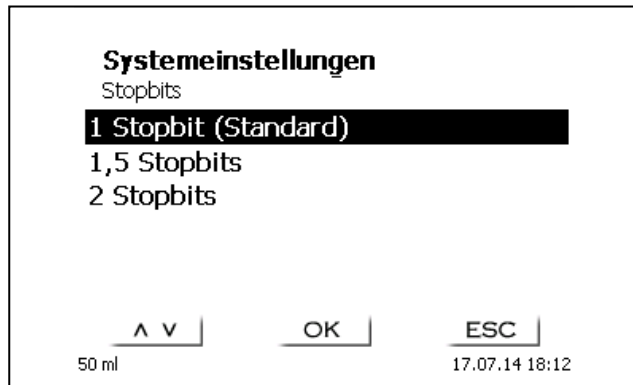 Systemeinstellungen
Stopbits
1 Stopbit (Standard)
1,5 Stopbits
2 Stopbits
∧ ∨ OK ESC
50 ml 17.07.14 18:12